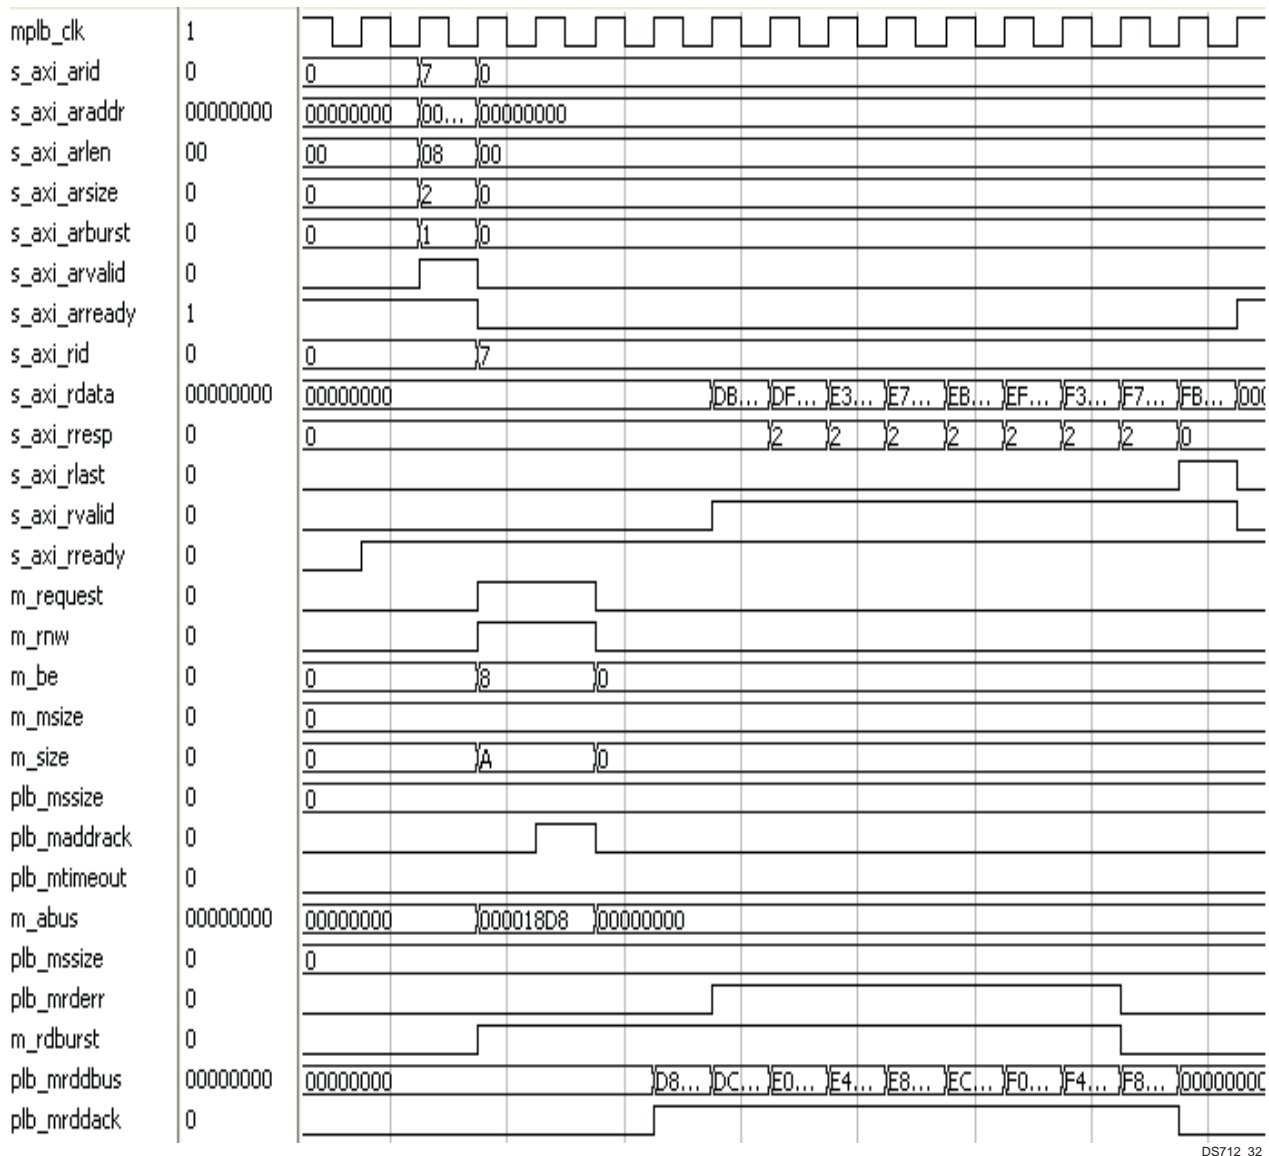 mplb_clk 1
s_axi_arid 0 0 7 0
s_axi_araddr 00000000 00000000 00... 00000000
s_axi_arlen 00 00 08 00
s_axi_arsize 0 0 2 0
s_axi_arburst 0 0 1 0
s_axi_arvalid 0
s_axi_arready 1
s_axi_rid 0 0 7
s_axi_rdata 00000000 00000000 DB... DF... E3... E7... EB... EF... F3... F7... FB... 000
s_axi_rresp 0 0 2 2 2 2 2 2 2 0
s_axi_rlast 0
s_axi_rvalid 0
s_axi_rready 0
m_request 0
m_rnw 0
m_be 0 0 8 0
m_msize 0 0
m_size 0 0 A 0
plb_mssize 0 0
plb_maddrack 0
plb_mtimeout 0
m_abus 00000000 00000000 000018D8 00000000
plb_mssize 0 0
plb_mrderr 0
m_rdburst 0
plb_mrddbus 00000000 00000000 D8... DC... E0... E4... E8... EC... F0... F4... F8... 00000000
plb_mrddack 0
DS712_32